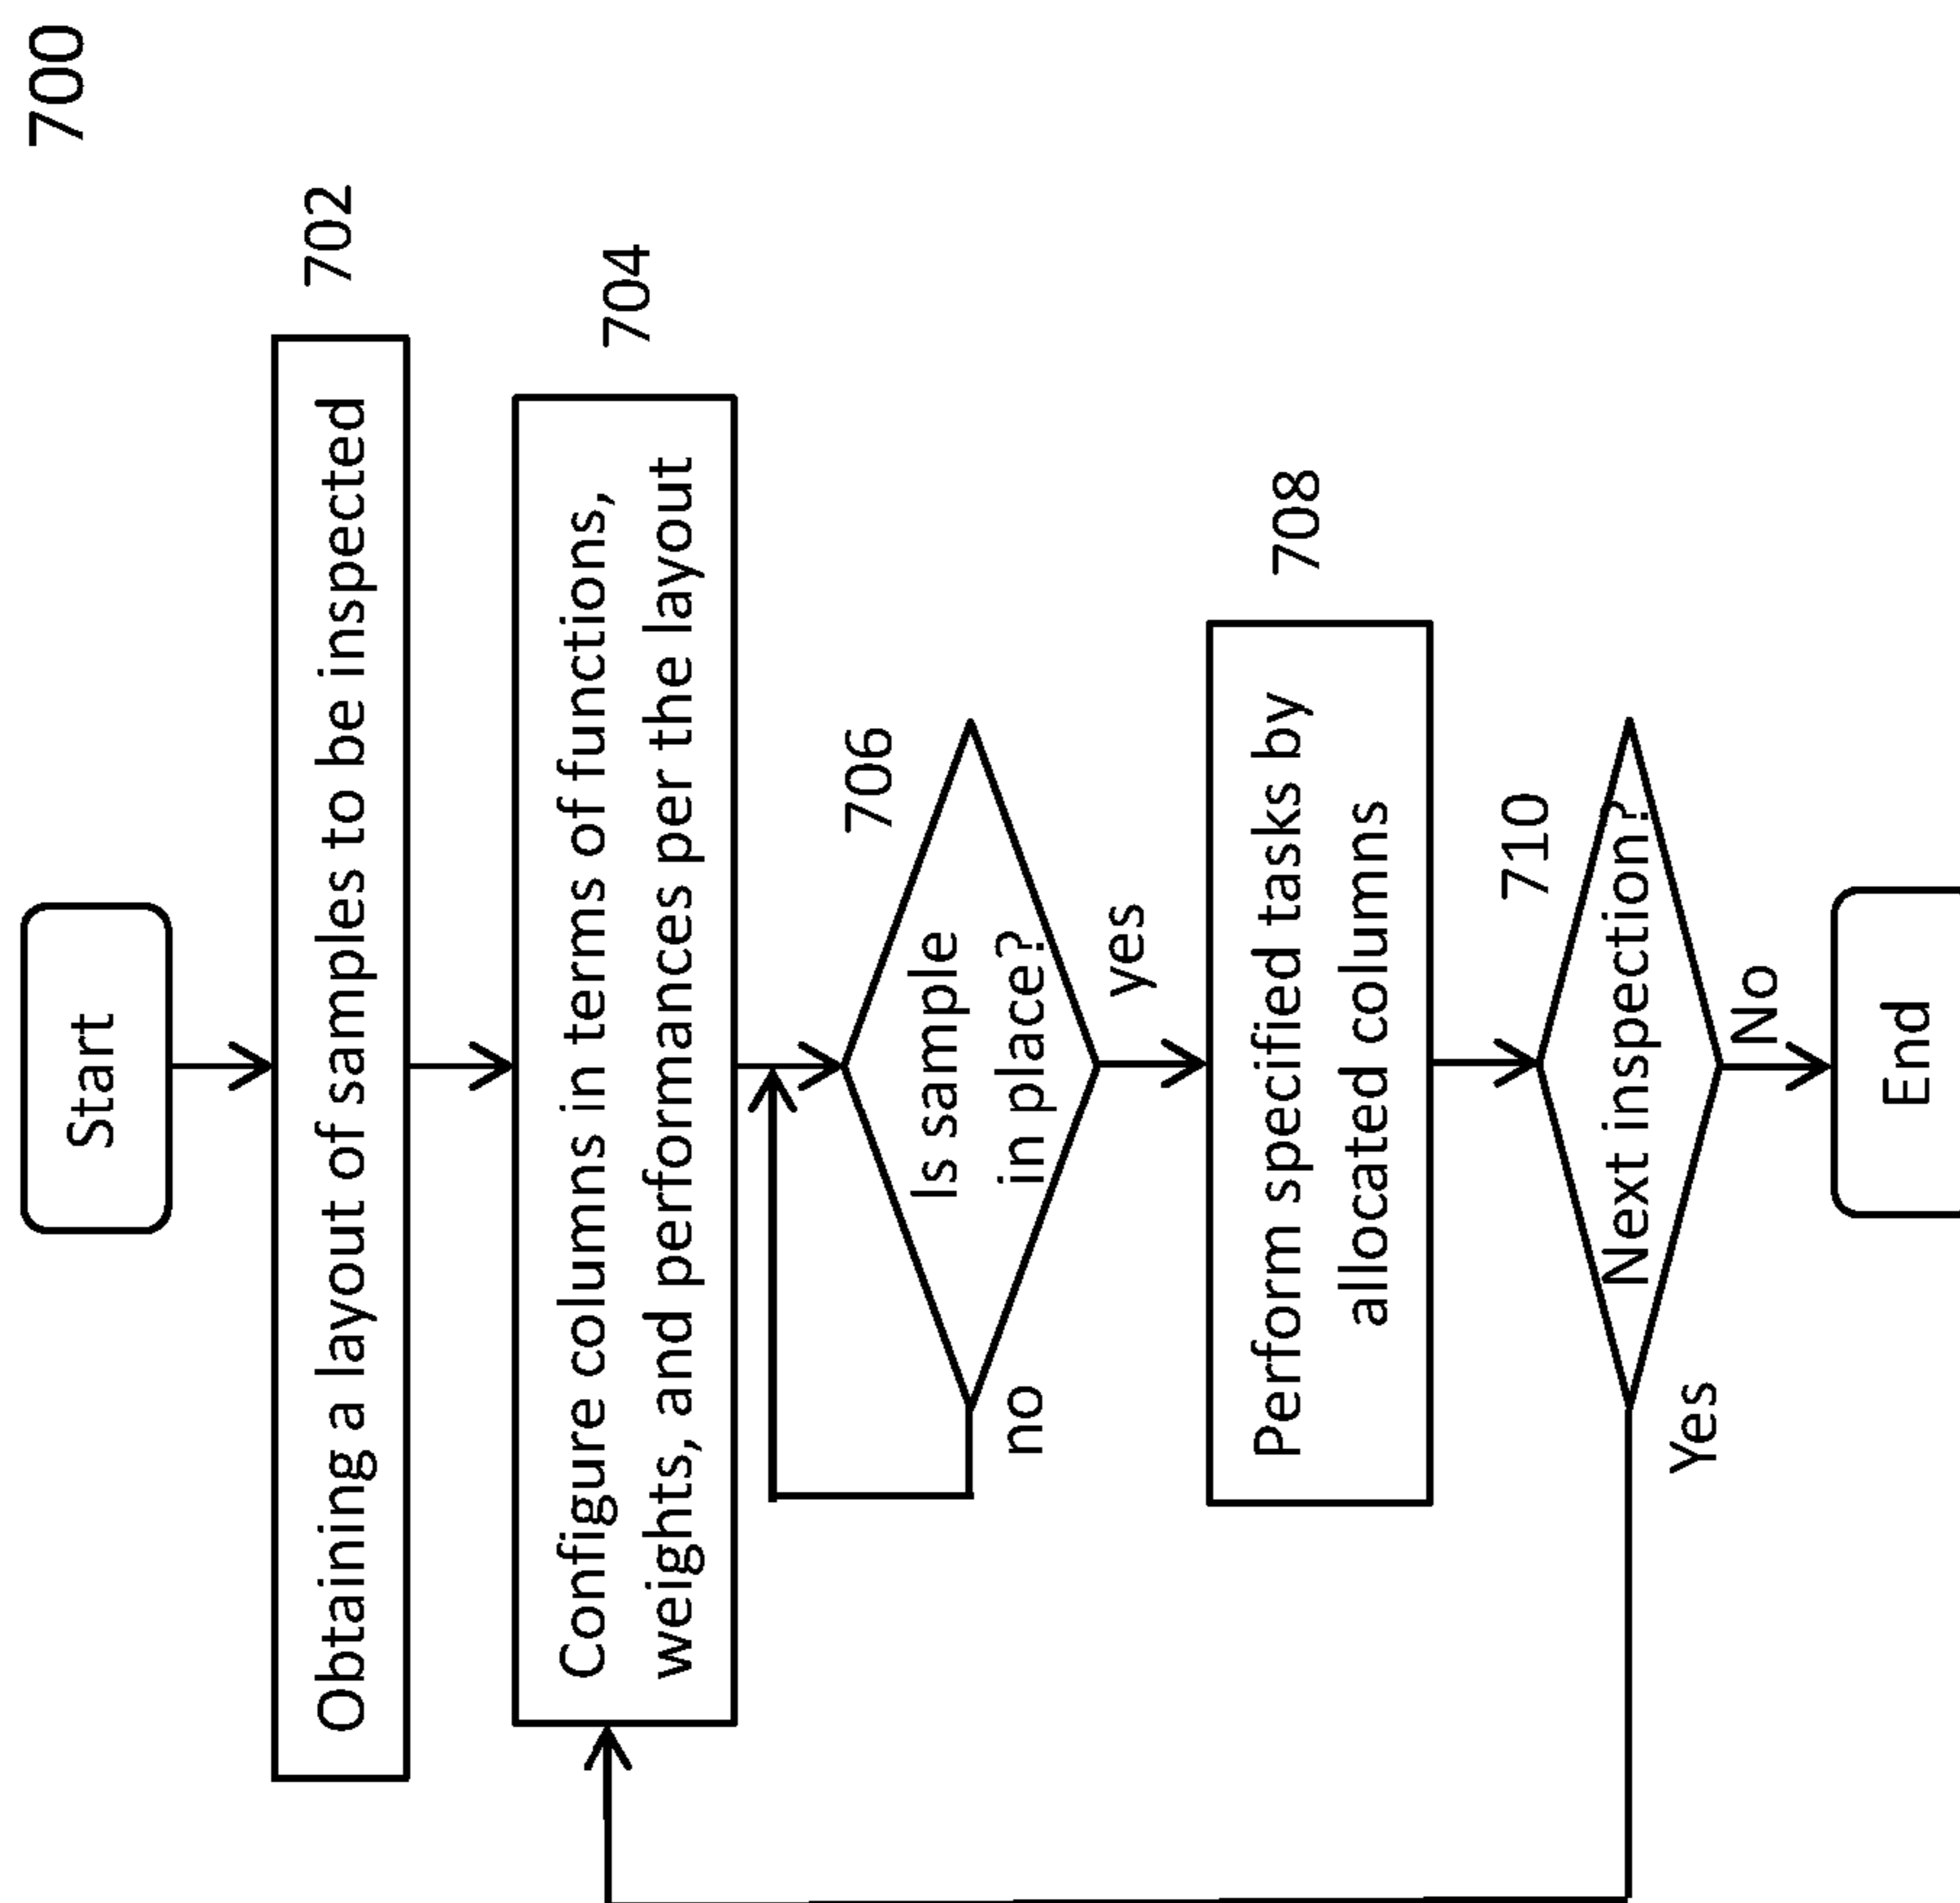 700
Start
Obtaining a layout of samples to be inspected
702
Configure columns in terms of functions,
weights, and performances per the layout
704
706
Is sample
in place?
no
yes
Perform specified tasks by
allocated columns
708
710
Next inspection?
Yes
No
End